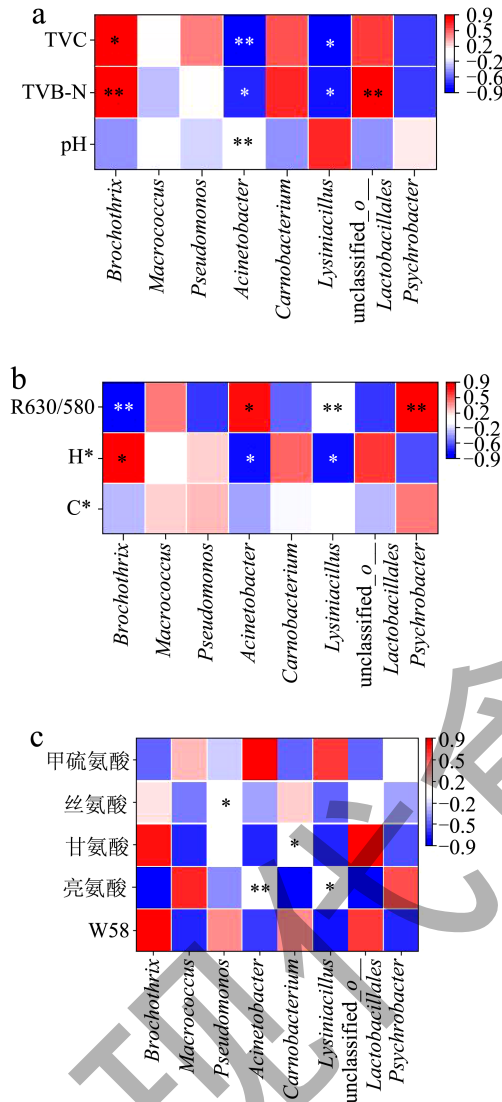 a
TVC
TVB-N
pH
* ** *
** * * **
**
0.9
0.5
0.2
−0.2
−0.6
−0.9
Brochothrix
Macrococcus
Pseudomonos
Acinetobacter
Carnobacterium
Lysiniacillus
unclassified_o__
Lactobacillales
Psychrobacter
b
R630/580
H*
C*
** * ** **
* * *
0.9
0.5
0.2
−0.2
−0.6
−0.9
Brochothrix
Macrococcus
Pseudomonos
Acinetobacter
Carnobacterium
Lysiniacillus
unclassified_o__
Lactobacillales
Psychrobacter
c
甲硫氨酸
丝氨酸
甘氨酸
亮氨酸
W58
*
*
** *
0.9
0.5
0.2
−0.2
−0.5
−0.9
Brochothrix
Macrococcus
Pseudomonos
Acinetobacter
Carnobacterium
Lysiniacillus
unclassified_o__
Lactobacillales
Psychrobacter
现代食